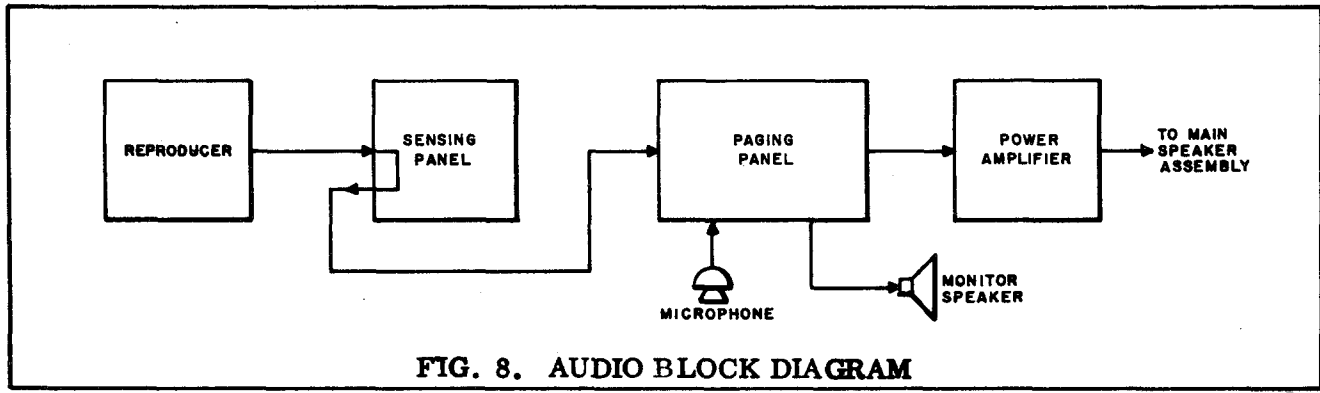 REPRODUCER
SENSING
PANEL
PAGING
PANEL
POWER
AMPLIFIER
TO MAIN
SPEAKER
ASSEMBLY
MICROPHONE
MONITOR
SPEAKER
FIG. 8. AUDIO BLOCK DIAGRAM